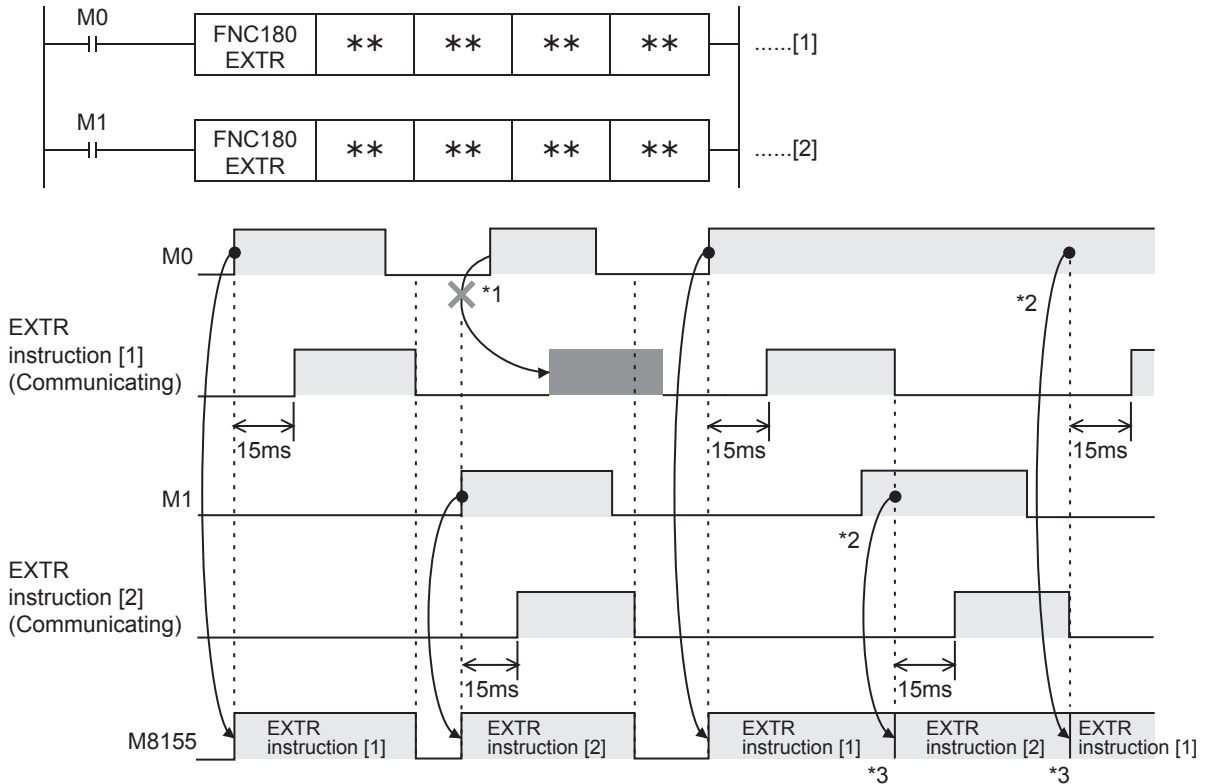 M0
FNC180
EXTR
** ** ** **
......[1]
M1
FNC180
EXTR
** ** ** **
......[2]
M0
*1
*2
EXTR
instruction [1]
(Communicating)
15ms 15ms 15ms
M1
*2
EXTR
instruction [2]
(Communicating)
15ms 15ms
M8155
EXTR
instruction [1]
EXTR
instruction [2]
EXTR
instruction [1]
EXTR
instruction [2]
EXTR
instruction [1]
*3 *3